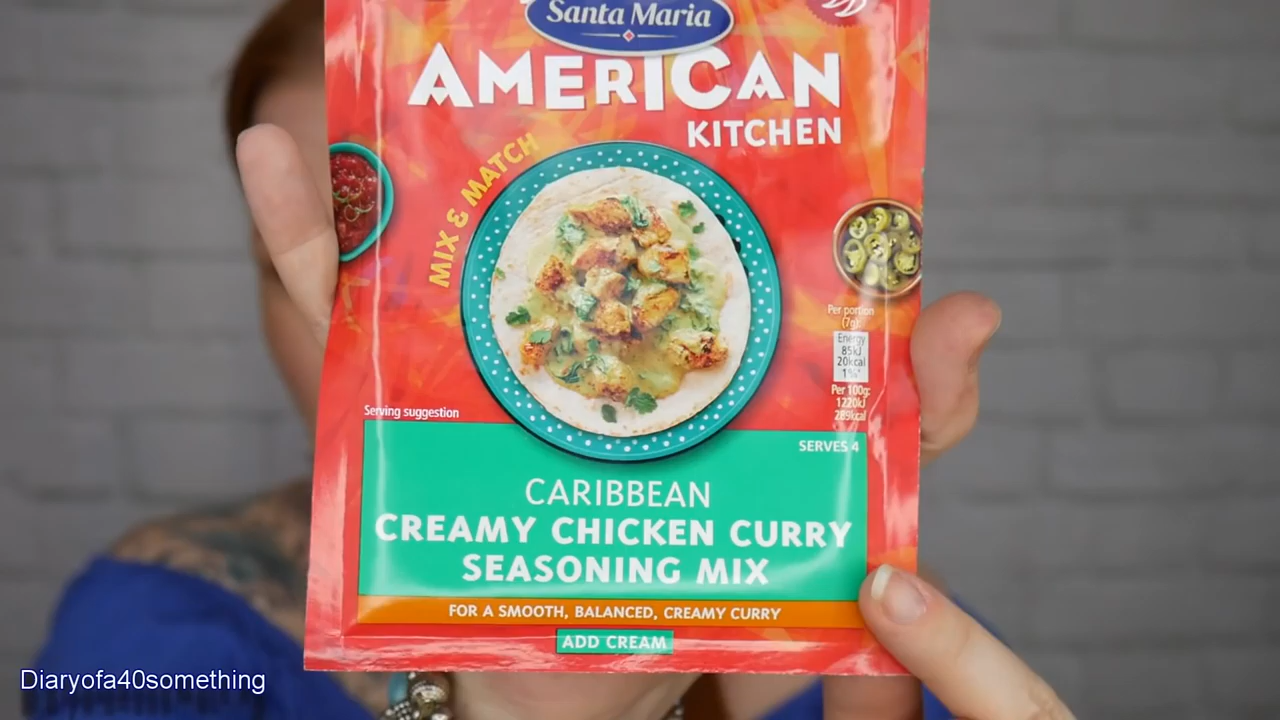 Santa Maria
AMERICAN
KITCHEN
MIX & MATCH
Per portion
(7g):
Energy
85kJ
20kcal
1%*
Per 100g:
1220kJ
289kcal
Serving suggestion
SERVES 4
CARIBBEAN
CREAMY CHICKEN CURRY
SEASONING MIX
FOR A SMOOTH, BALANCED, CREAMY CURRY
ADD CREAM
Diaryofa40something